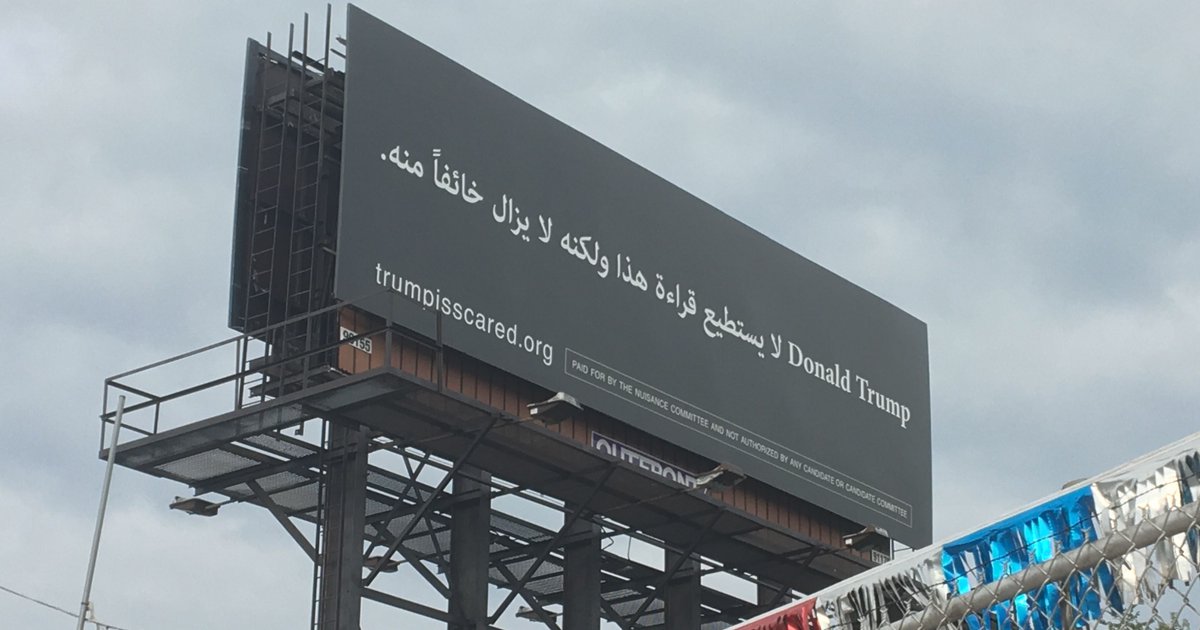 Donald Trump لا يستطيع قراءة هذا ولكنه لا يزال خائفاً منه.
trumpisscared.org
PAID FOR BY THE NUISANCE COMMITTEE AND NOT AUTHORIZED BY ANY CANDIDATE OR CANDIDATE COMMITTEE
OUTFRONT